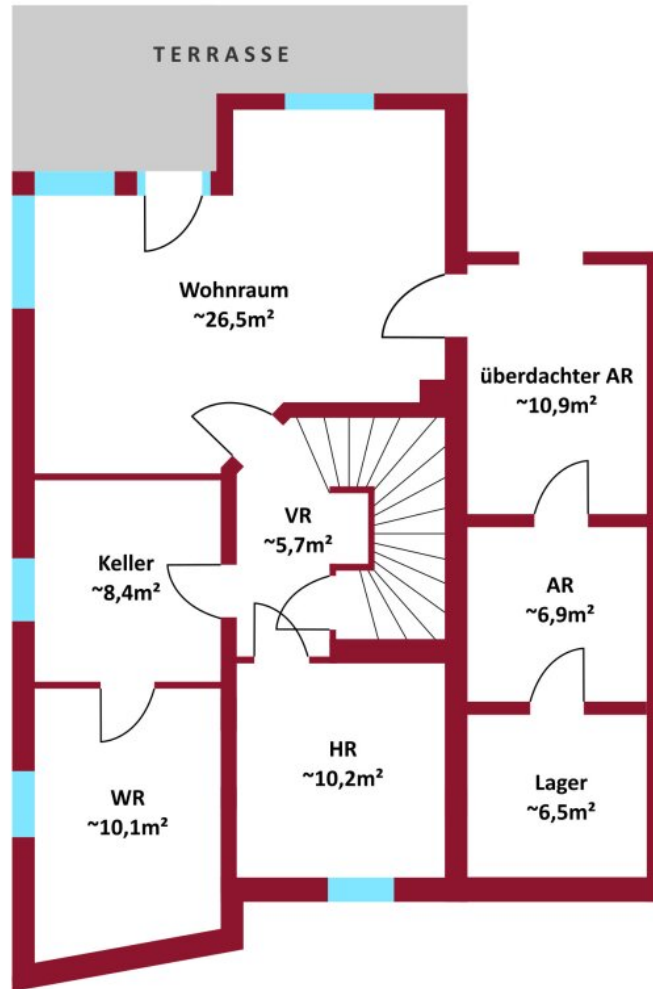 TERRASSE
Wohnraum
~26,5m²
überdachter AR
~10,9m²
VR
~5,7m²
Keller
~8,4m²
AR
~6,9m²
HR
~10,2m²
WR
~10,1m²
Lager
~6,5m²